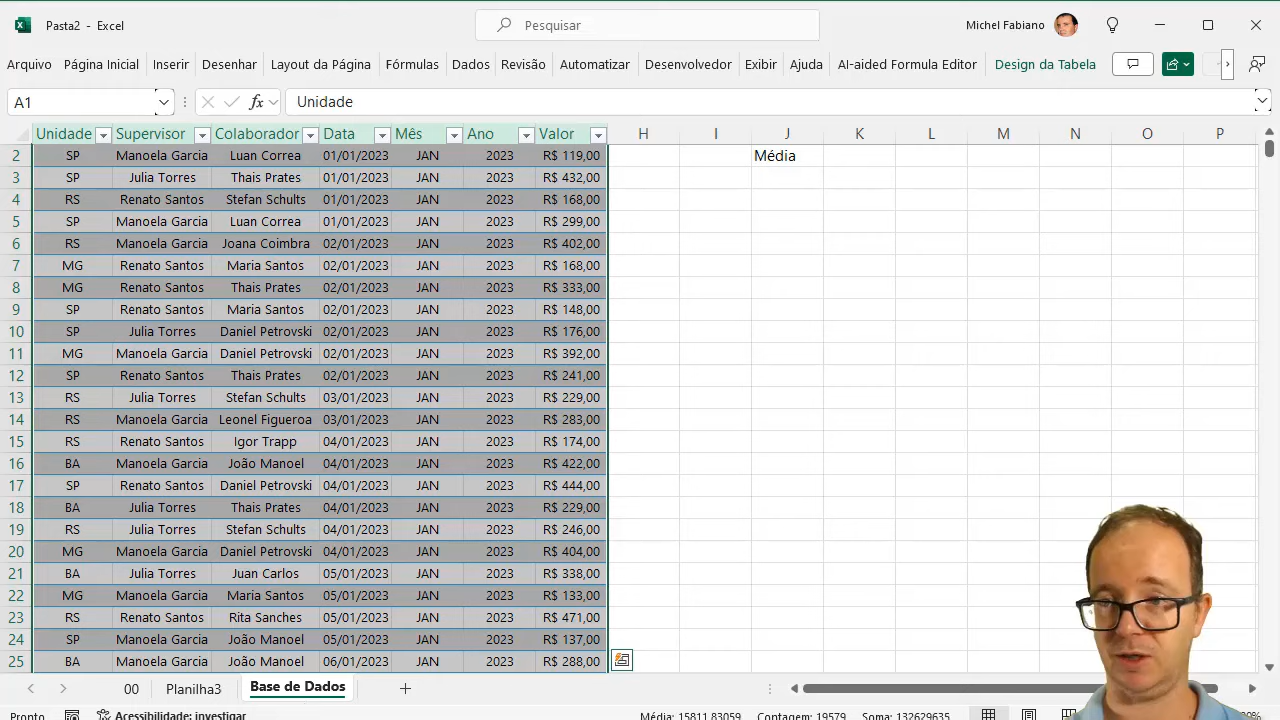 Pasta2 - Excel
Pesquisar
Michel Fabiano
Arquivo Página Inicial Inserir Desenhar Layout da Página Fórmulas Dados Revisão Automatizar Desenvolvedor Exibir Ajuda AI-aided Formula Editor Design da Tabela
A1 fx Unidade
Unidade Supervisor Colaborador Data Mês Ano Valor H I J K L M N O P
2 SP Manoela Garcia Luan Correa 01/01/2023 JAN 2023 R$ 119,00 Média
3 SP Julia Torres Thais Prates 01/01/2023 JAN 2023 R$ 432,00
4 RS Renato Santos Stefan Schults 01/01/2023 JAN 2023 R$ 168,00
5 SP Manoela Garcia Luan Correa 01/01/2023 JAN 2023 R$ 299,00
6 RS Manoela Garcia Joana Coimbra 02/01/2023 JAN 2023 R$ 402,00
7 MG Renato Santos Maria Santos 02/01/2023 JAN 2023 R$ 168,00
8 MG Renato Santos Thais Prates 02/01/2023 JAN 2023 R$ 333,00
9 SP Renato Santos Maria Santos 02/01/2023 JAN 2023 R$ 148,00
10 SP Julia Torres Daniel Petrovski 02/01/2023 JAN 2023 R$ 176,00
11 MG Manoela Garcia Daniel Petrovski 02/01/2023 JAN 2023 R$ 392,00
12 SP Renato Santos Thais Prates 02/01/2023 JAN 2023 R$ 241,00
13 RS Julia Torres Stefan Schults 03/01/2023 JAN 2023 R$ 229,00
14 RS Manoela Garcia Leonel Figueroa 03/01/2023 JAN 2023 R$ 283,00
15 RS Renato Santos Igor Trapp 04/01/2023 JAN 2023 R$ 174,00
16 BA Manoela Garcia João Manoel 04/01/2023 JAN 2023 R$ 422,00
17 SP Renato Santos Daniel Petrovski 04/01/2023 JAN 2023 R$ 444,00
18 BA Julia Torres Thais Prates 04/01/2023 JAN 2023 R$ 229,00
19 RS Julia Torres Stefan Schults 04/01/2023 JAN 2023 R$ 246,00
20 MG Manoela Garcia Daniel Petrovski 04/01/2023 JAN 2023 R$ 404,00
21 BA Julia Torres Juan Carlos 05/01/2023 JAN 2023 R$ 338,00
22 MG Manoela Garcia Maria Santos 05/01/2023 JAN 2023 R$ 133,00
23 RS Renato Santos Rita Sanches 05/01/2023 JAN 2023 R$ 471,00
24 SP Manoela Garcia João Manoel 05/01/2023 JAN 2023 R$ 137,00
25 BA Manoela Garcia João Manoel 06/01/2023 JAN 2023 R$ 288,00
00 Planilha3 Base de Dados
Pronto Acessibilidade: investigar Média: 15811,83059 Contagem: 19579 Soma: 132629635